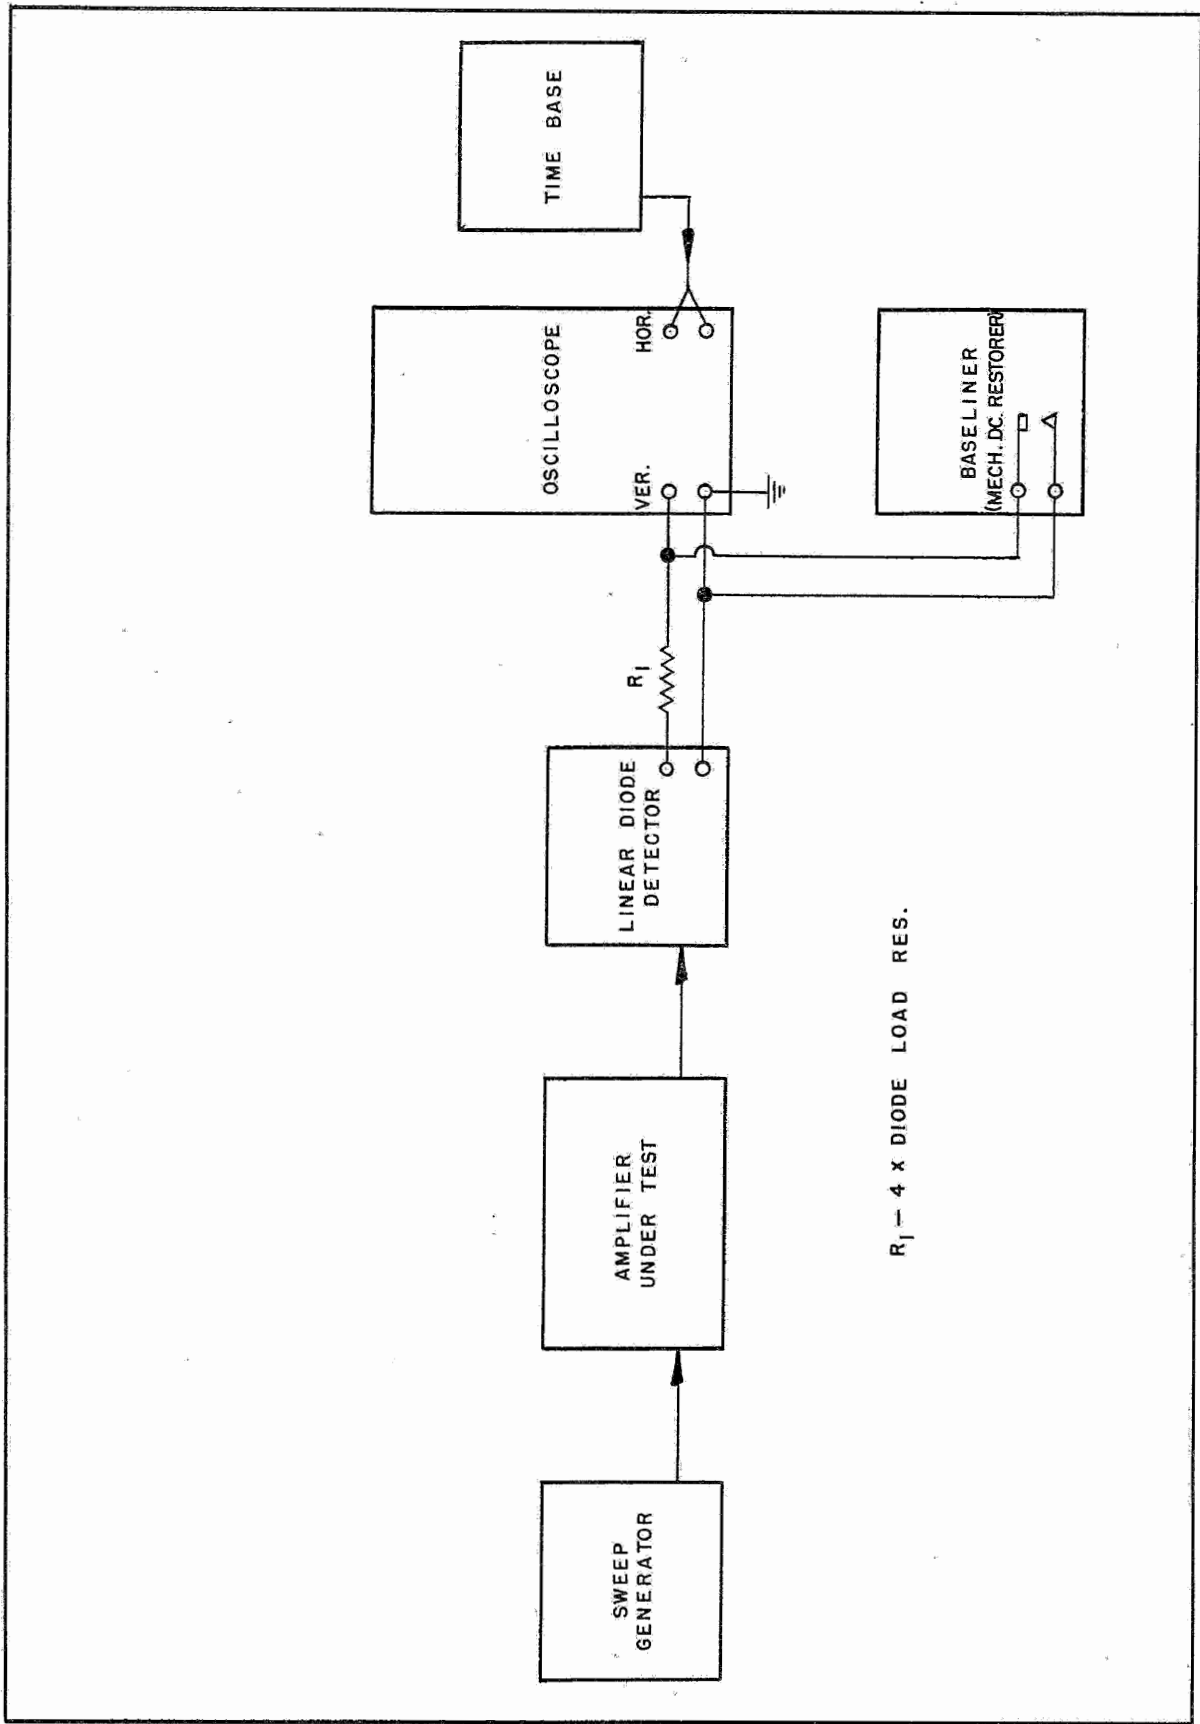 SWEEP
GENERATOR
AMPLIFIER
UNDER TEST
LINEAR DIODE
DETECTOR
R1
OSCILLOSCOPE
VER.
HOR.
TIME BASE
BASELINER
(MECH. DC. RESTORER)
R1 — 4 X DIODE LOAD RES.